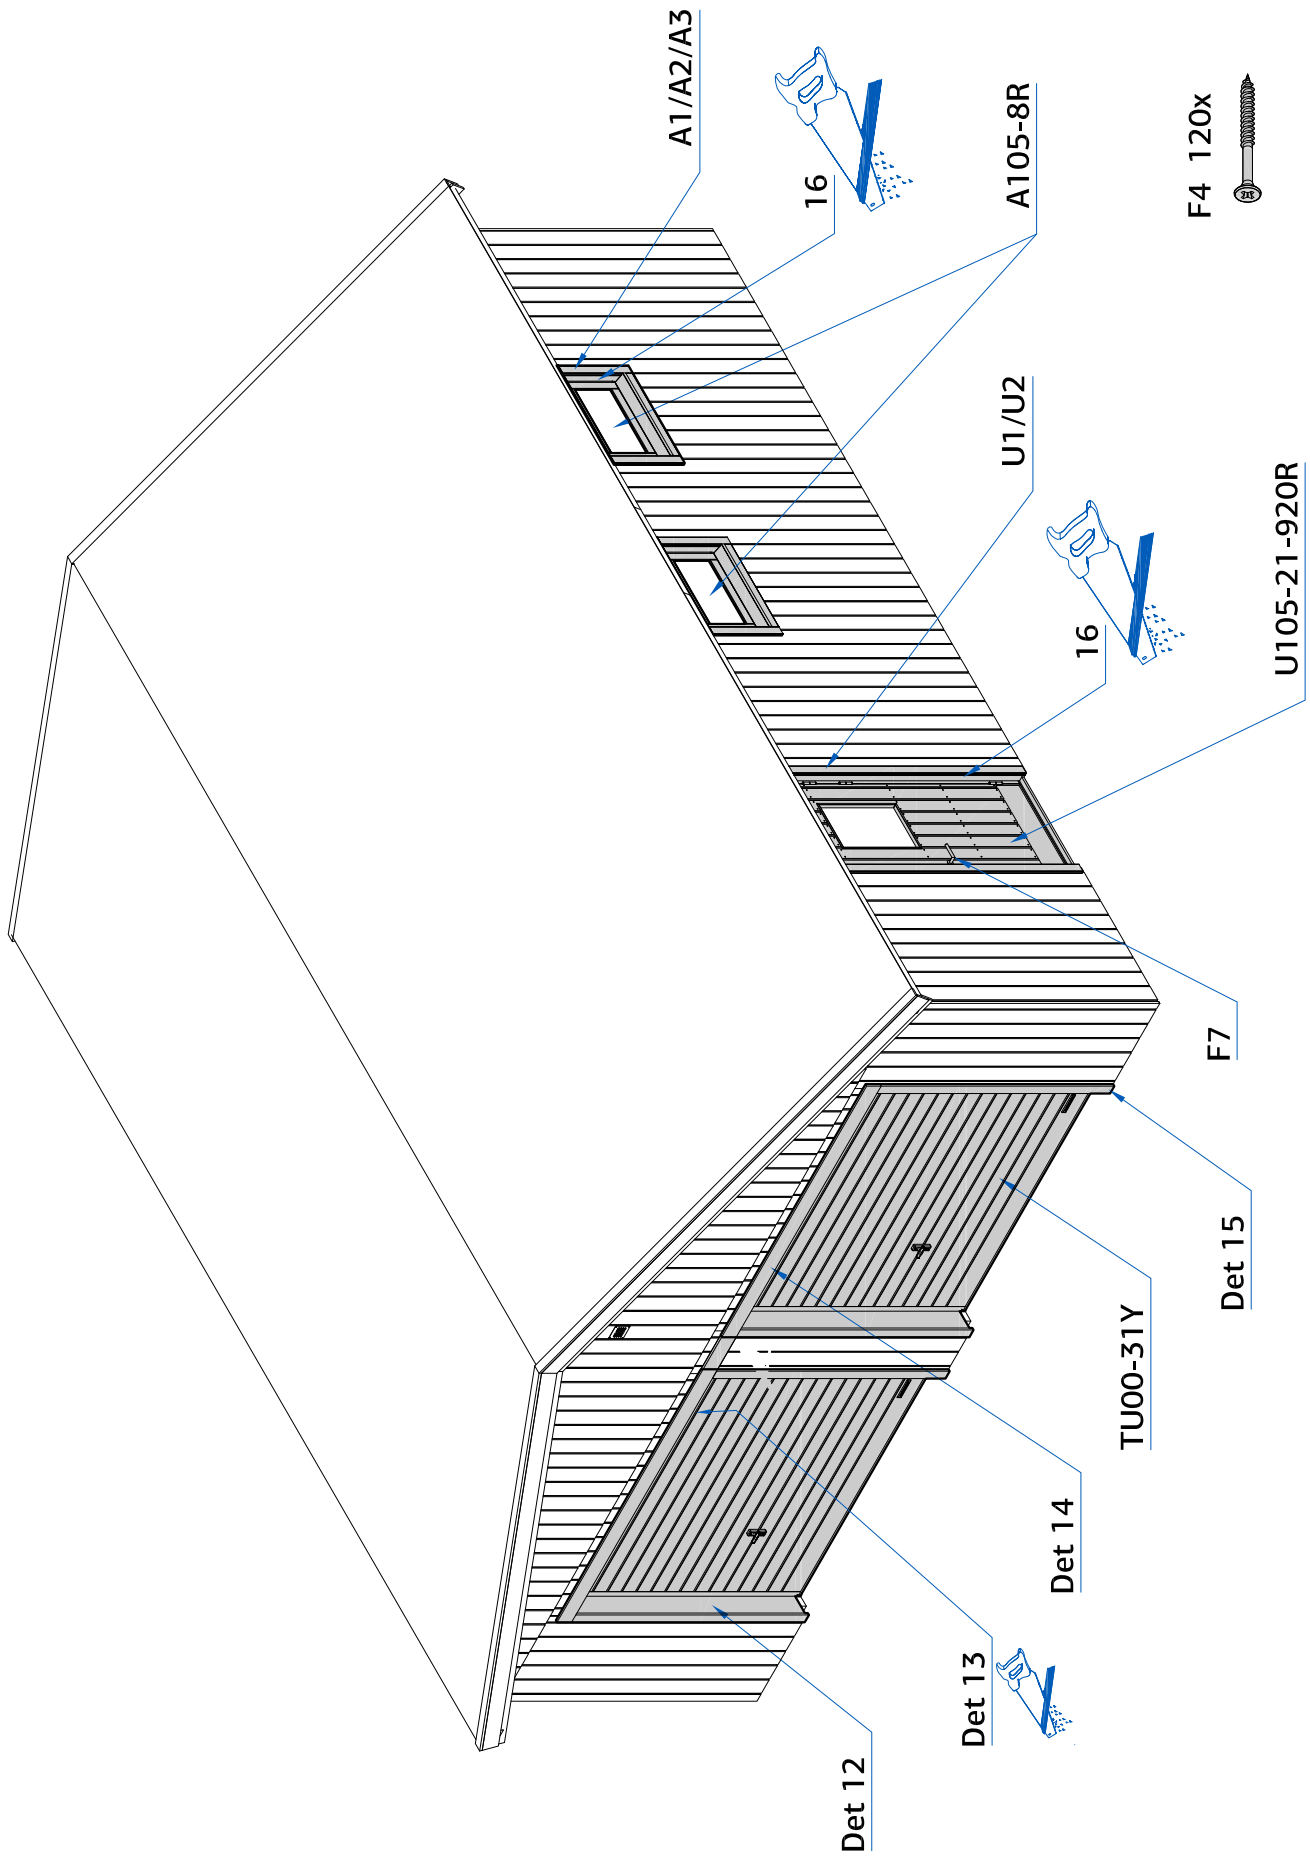 A1/A2/A3
16
A105-8R
F4 120x
U1/U2
16
U105-21-920R
F7
Det 15
TU00-31Y
Det 14
Det 13
Det 12